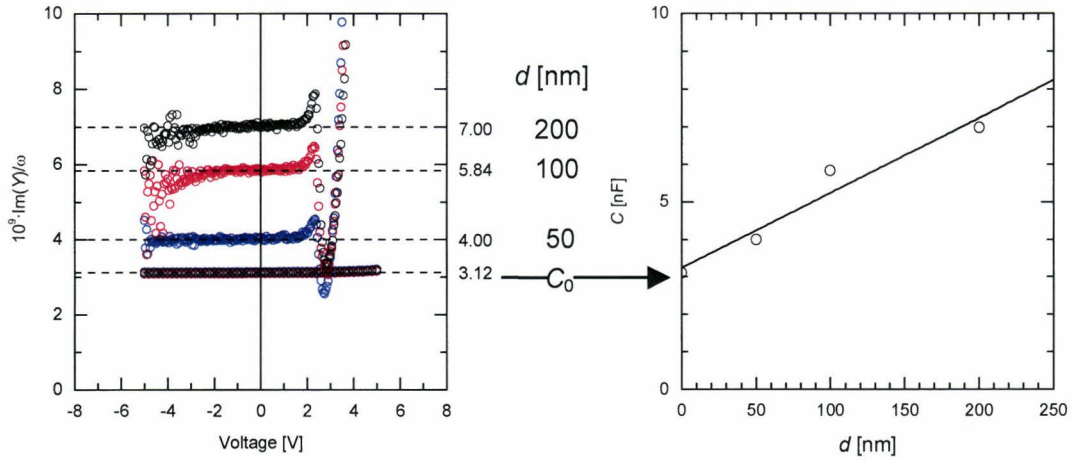 10⁹·Im(Y)/ω
10
8
6
4
2
0
-8 -6 -4 -2 0 2 4 6 8
Voltage [V]
d [nm]
7.00 200
5.84 100
4.00 50
3.12 C₀
C [nF]
10
5
0
0 50 100 150 200 250
d [nm]